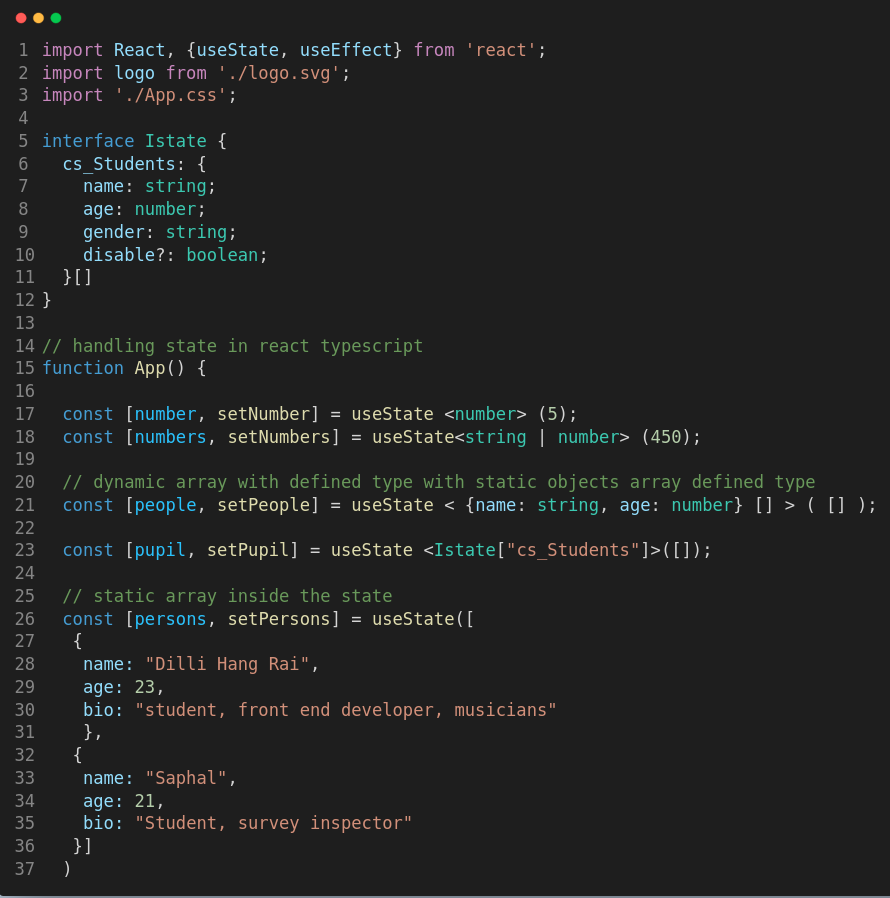 1 import React, {useState, useEffect} from 'react';
2 import logo from './logo.svg';
3 import './App.css';
4
5 interface Istate {
6   cs_Students: {
7     name: string;
8     age: number;
9     gender: string;
10     disable?: boolean;
11   }[]
12 }
13
14 // handling state in react typescript
15 function App() {
16
17   const [number, setNumber] = useState <number> (5);
18   const [numbers, setNumbers] = useState<string | number> (450);
19
20   // dynamic array with defined type with static objects array defined type
21   const [people, setPeople] = useState < {name: string, age: number} [] > ( [] );
22
23   const [pupil, setPupil] = useState <Istate["cs_Students"]>([]);
24
25   // static array inside the state
26   const [persons, setPersons] = useState([
27    {
28     name: "Dilli Hang Rai",
29     age: 23,
30     bio: "student, front end developer, musicians"
31     },
32    {
33     name: "Saphal",
34     age: 21,
35     bio: "Student, survey inspector"
36    }]
37   )